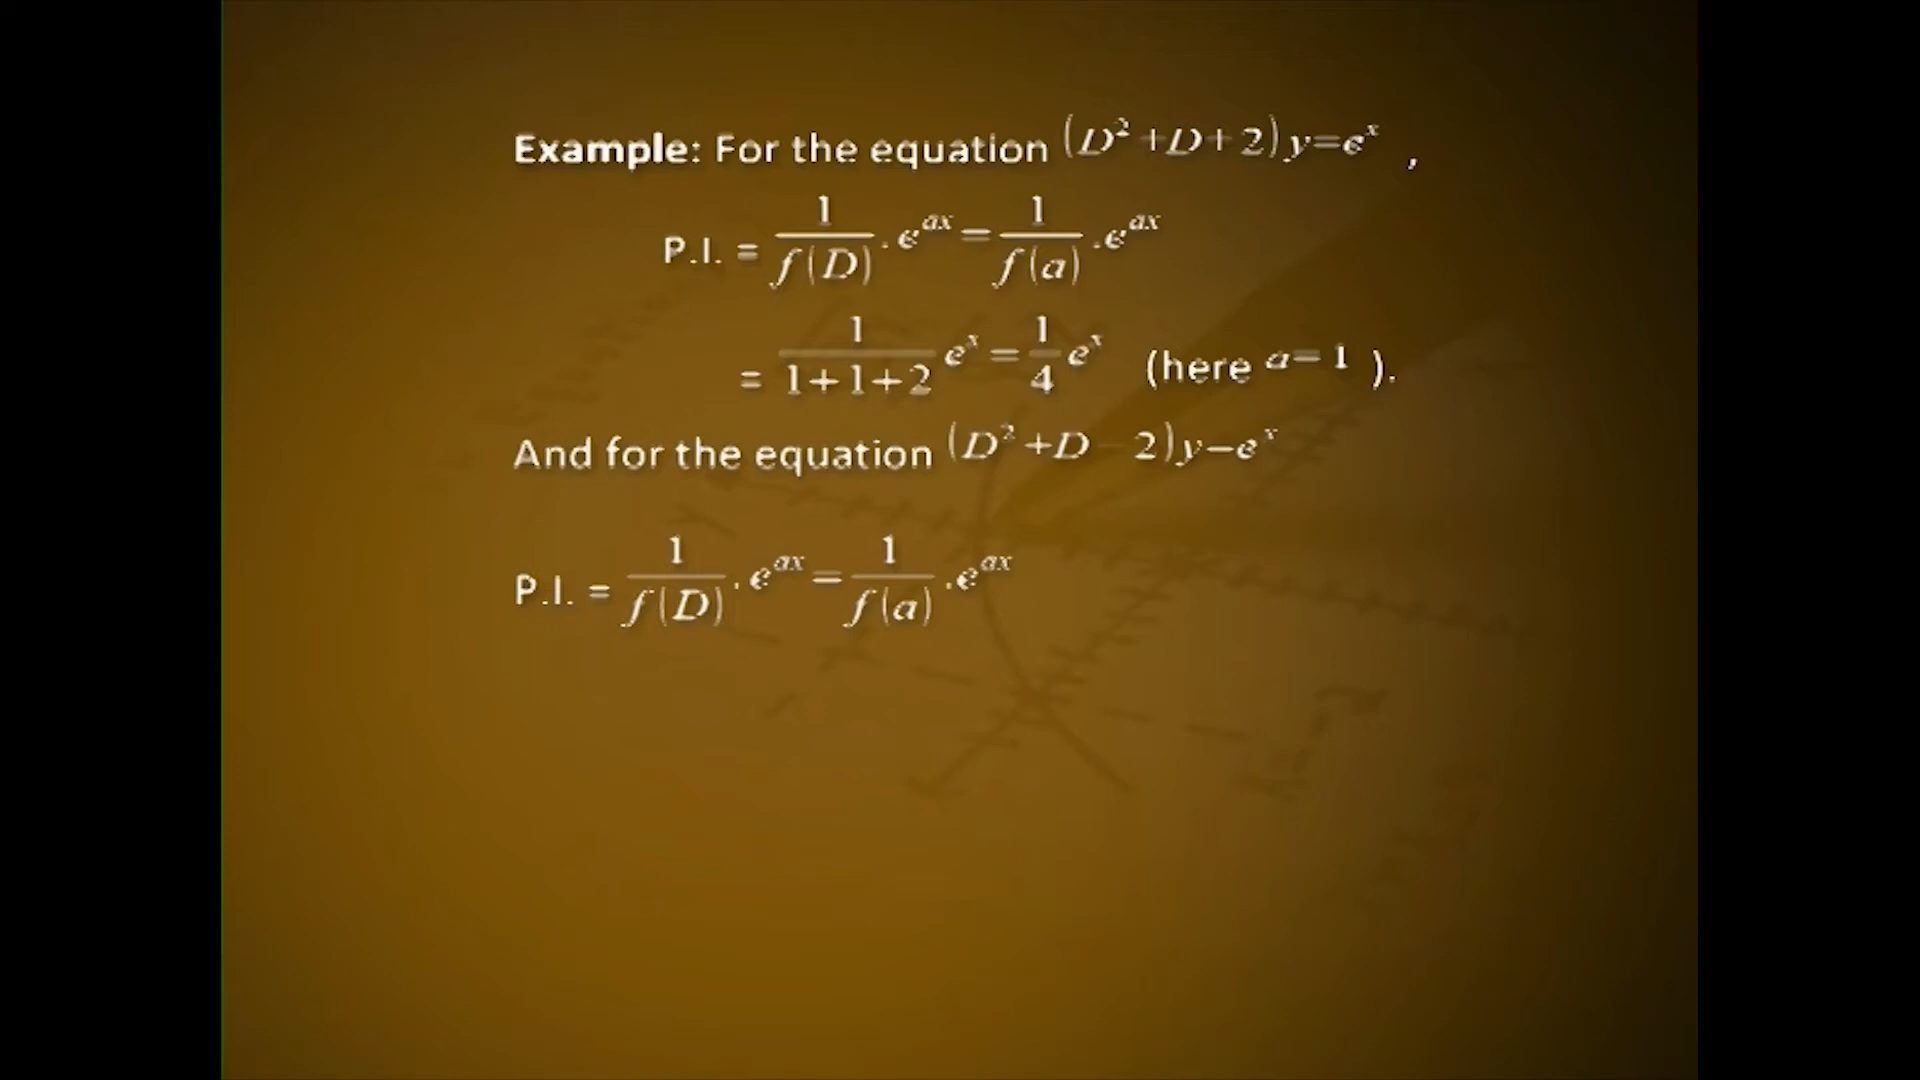 Example: For the equation (D² + D + 2) y = eˣ ,
P.I. = 1/f(D) . e^{ax} = 1/f(a) . e^{ax}
= 1/(1+1+2) eˣ = 1/4 eˣ (here a = 1 ).
And for the equation (D² + D − 2) y = eˣ
P.I. = 1/f(D) . e^{ax} = 1/f(a) . e^{ax}